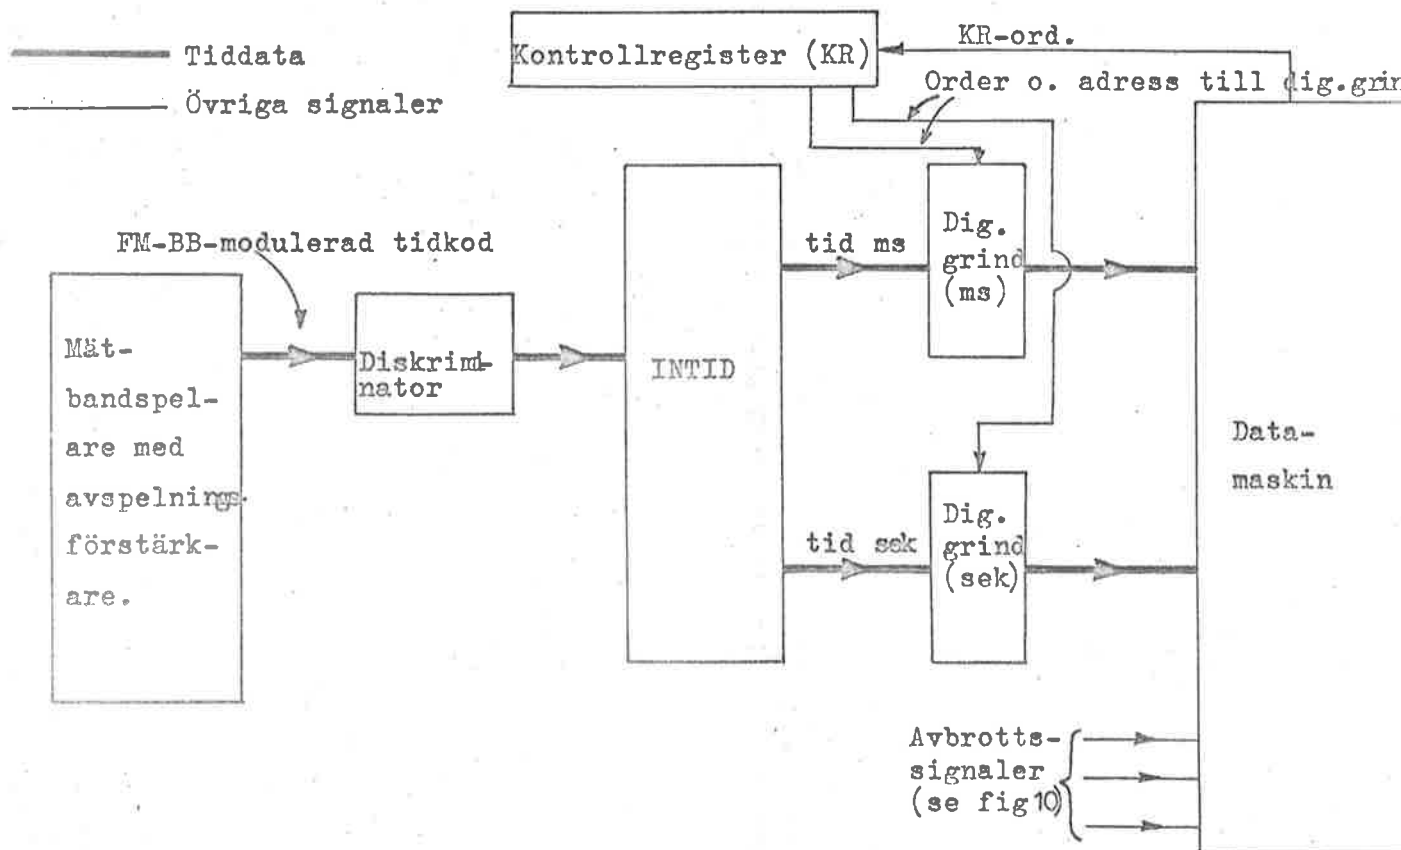 Tiddata
Övriga signaler
Kontrollregister (KR)
KR-ord.
Order o. adress till dig.grin
FM-BB-modulerad tidkod
Mät-
bandspel-
are med
avspelnings-
förstärk-
are.
Diskrimi-
nator
INTID
tid ms
Dig.
grind
(ms)
tid sek
Dig.
grind
(sek)
Data-
maskin
Avbrotts-
signaler
(se fig 10)